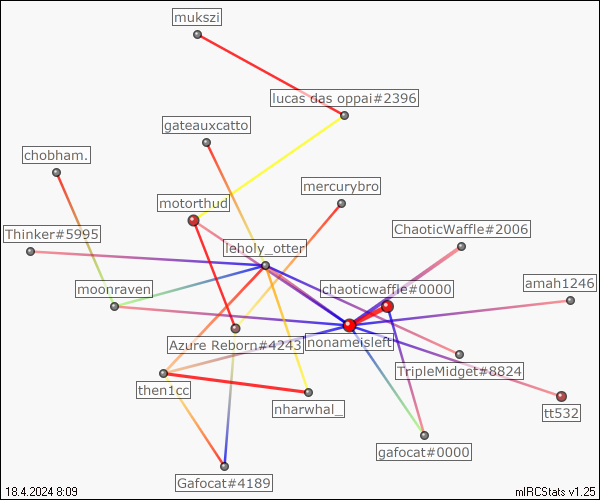 mukszi
lucas das oppai#2396
gateauxcatto
chobham.
mercurybro
motorthud
ChaoticWaffle#2006
Thinker#5995
leholy_otter
moonraven
chaoticwaffle#0000
amah1246
Azure Reborn#4243
nonameisleft
TripleMidget#8824
then1cc
nharwhal_
tt532
gafocat#0000
Gafocat#4189
18.4.2024 8:09
mIRCStats v1.25